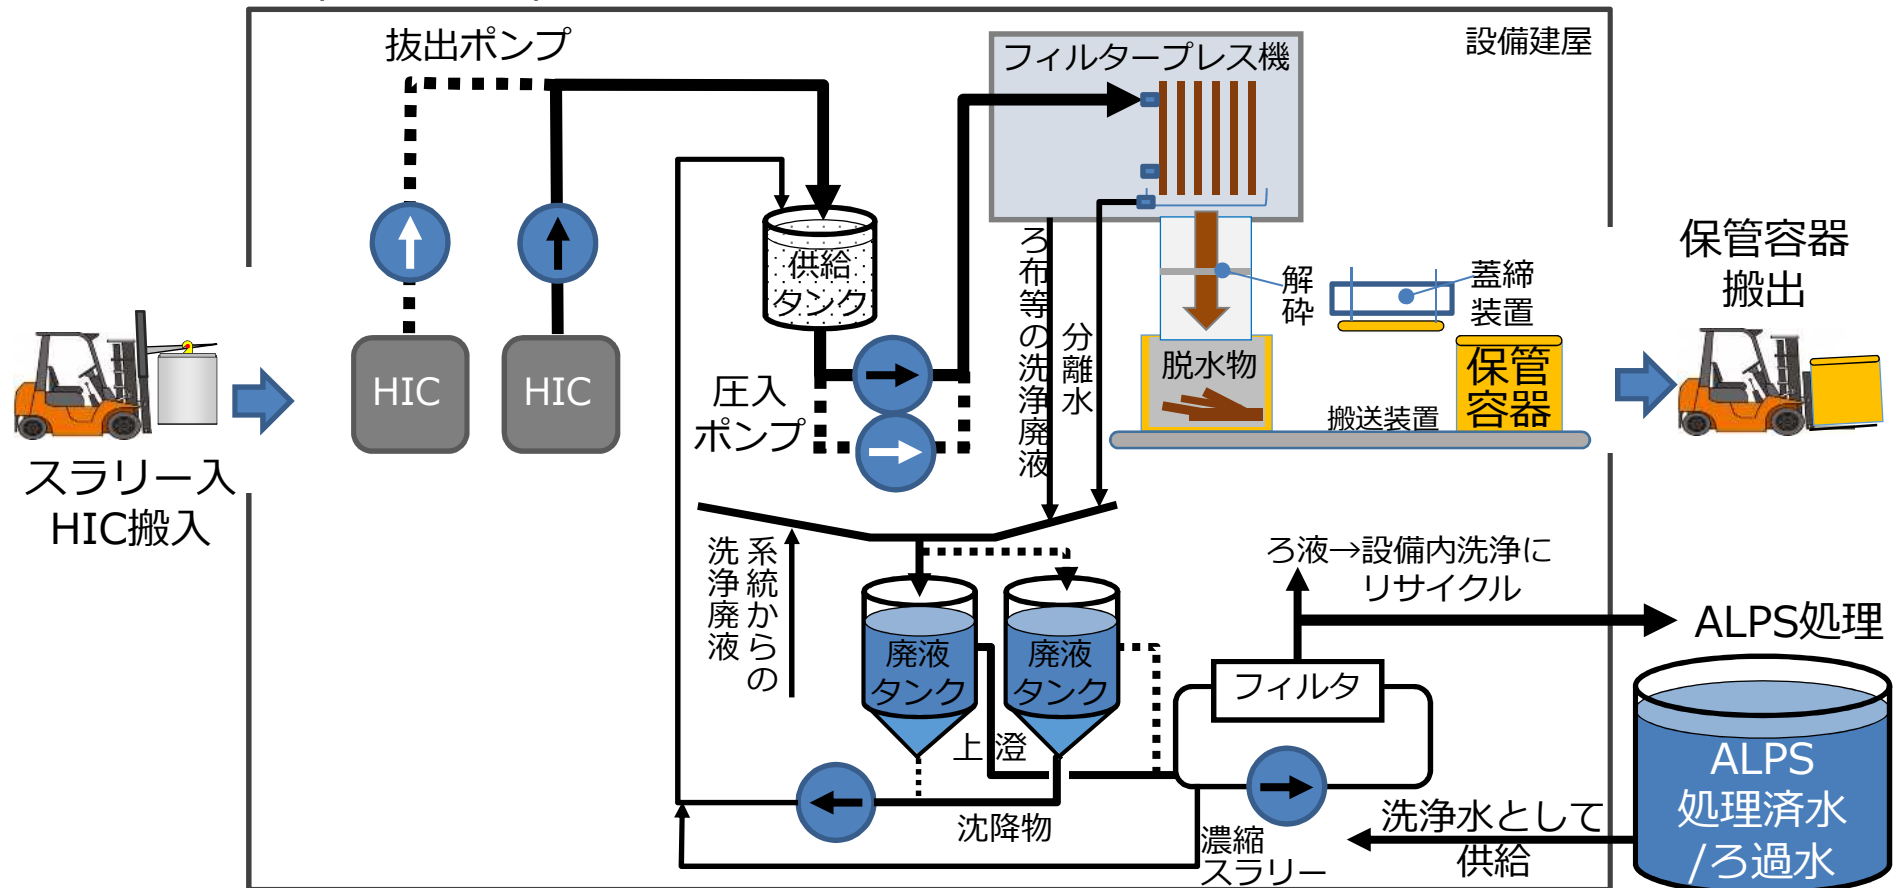 抜出ポンプ
フィルタープレス機
設備建屋
供給
タンク
HIC
HIC
スラリー入
HIC搬入
圧入
ポンプ
ろ布等の洗浄廃液
分離水
解砕
蓋締
装置
脱水物
搬送装置
保管
容器
保管容器
搬出
系統からの
洗浄廃液
廃液
タンク
廃液
タンク
上澄
沈降物
ろ液→設備内洗浄に
リサイクル
フィルタ
濃縮
スラリー
ALPS処理
洗浄水として
供給
ALPS
処理済水
/ろ過水